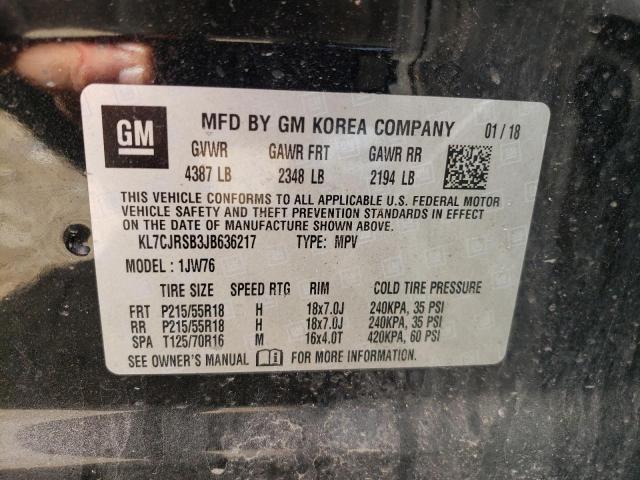 GM
MFD BY GM KOREA COMPANY 01 / 18
GVWR GAWR FRT GAWR RR
4387 LB 2348 LB 2194 LB
THIS VEHICLE CONFORMS TO ALL APPLICABLE U.S. FEDERAL MOTOR
VEHICLE SAFETY AND THEFT PREVENTION STANDARDS IN EFFECT
ON THE DATE OF MANUFACTURE SHOWN ABOVE.
KL7CJRSB3JB636217 TYPE: MPV
MODEL: 1JW76
TIRE SIZE SPEED RTG RIM COLD TIRE PRESSURE
FRT P215/55R18 H 18x7.0J 240KPA, 35 PSI
RR P215/55R18 H 18x7.0J 240KPA, 35 PSI
SPA T125/70R16 M 16x4.0T 420KPA, 60 PSI
SEE OWNER'S MANUAL FOR MORE INFORMATION